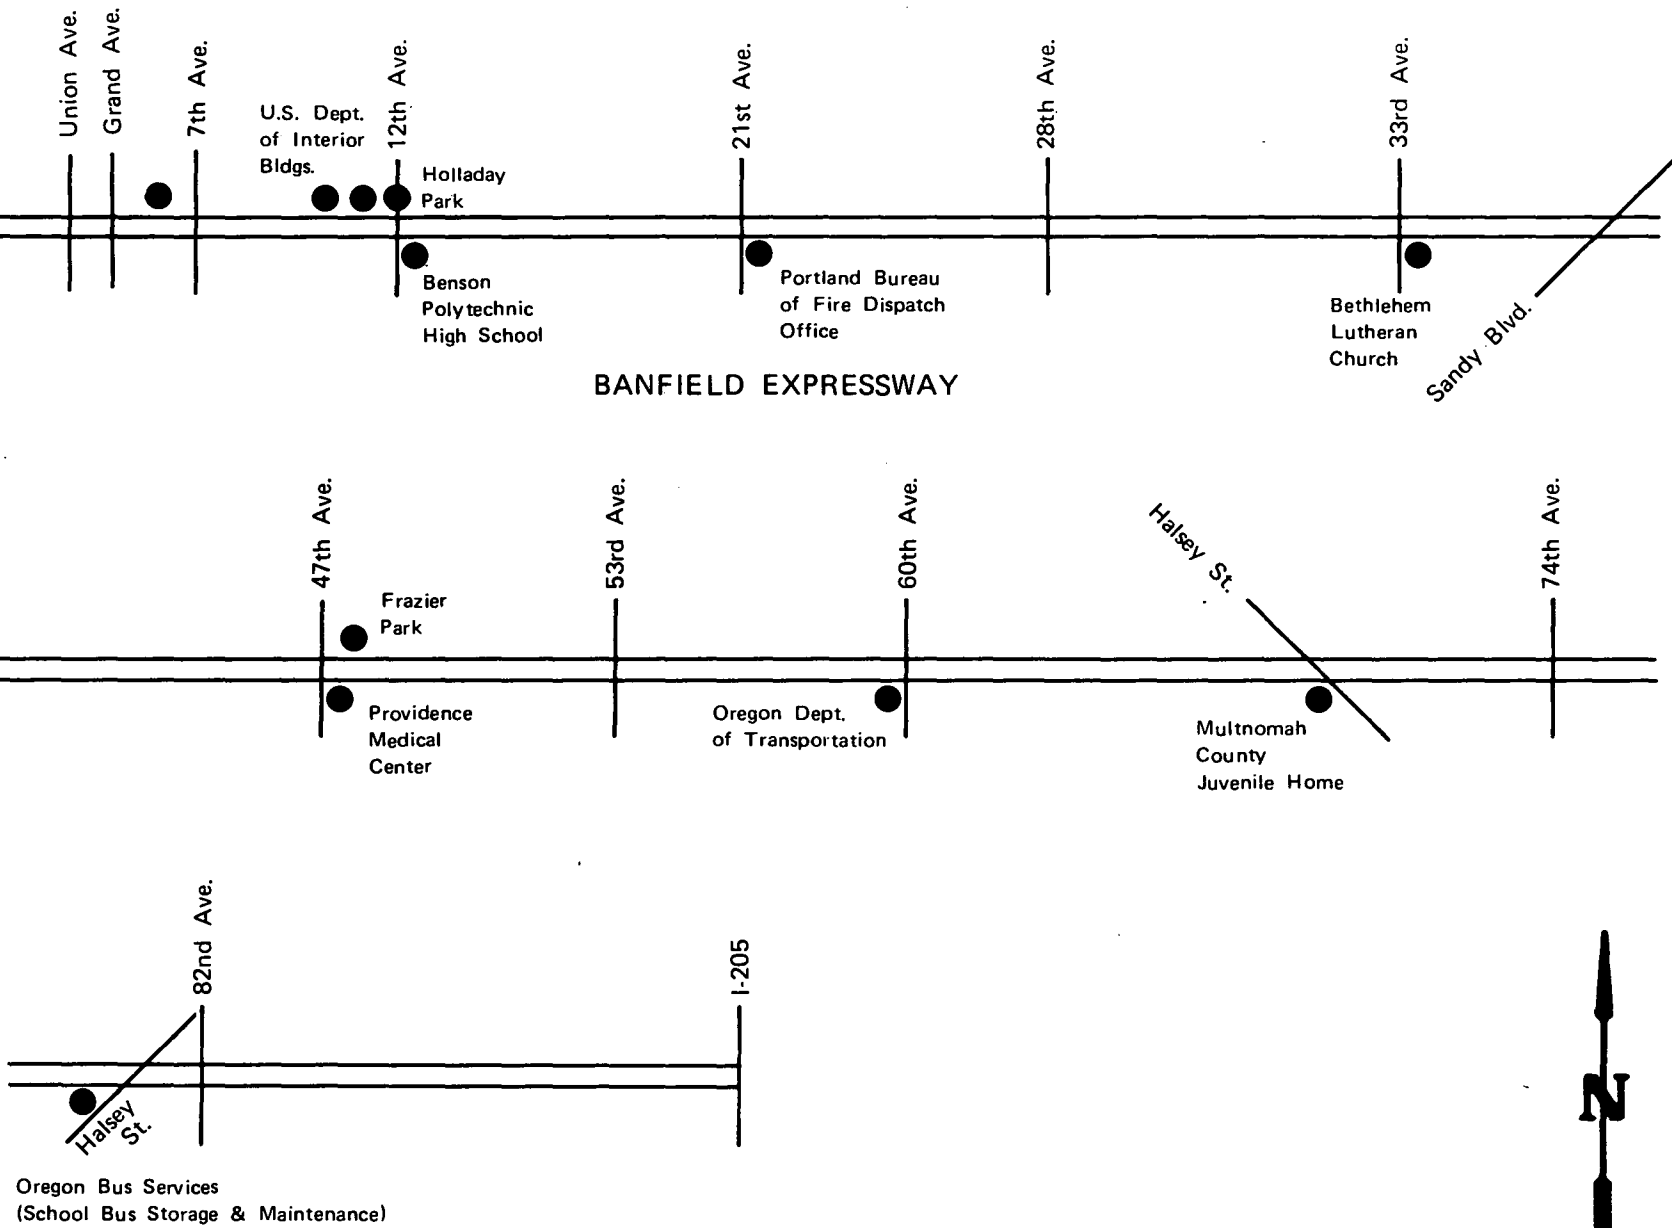 Union Ave.
Grand Ave.
7th Ave.
U.S. Dept.
of Interior
Bldgs.
12th Ave.
Holladay
Park
21st Ave.
28th Ave.
33rd Ave.
Benson
Polytechnic
High School
Portland Bureau
of Fire Dispatch
Office
Bethlehem
Lutheran
Church
Sandy Blvd.
BANFIELD EXPRESSWAY
47th Ave.
Frazier
Park
53rd Ave.
60th Ave.
Halsey St.
74th Ave.
Providence
Medical
Center
Oregon Dept.
of Transportation
Multnomah
County
Juvenile Home
82nd Ave.
I-205
Halsey
St.
Oregon Bus Services
(School Bus Storage & Maintenance)
N